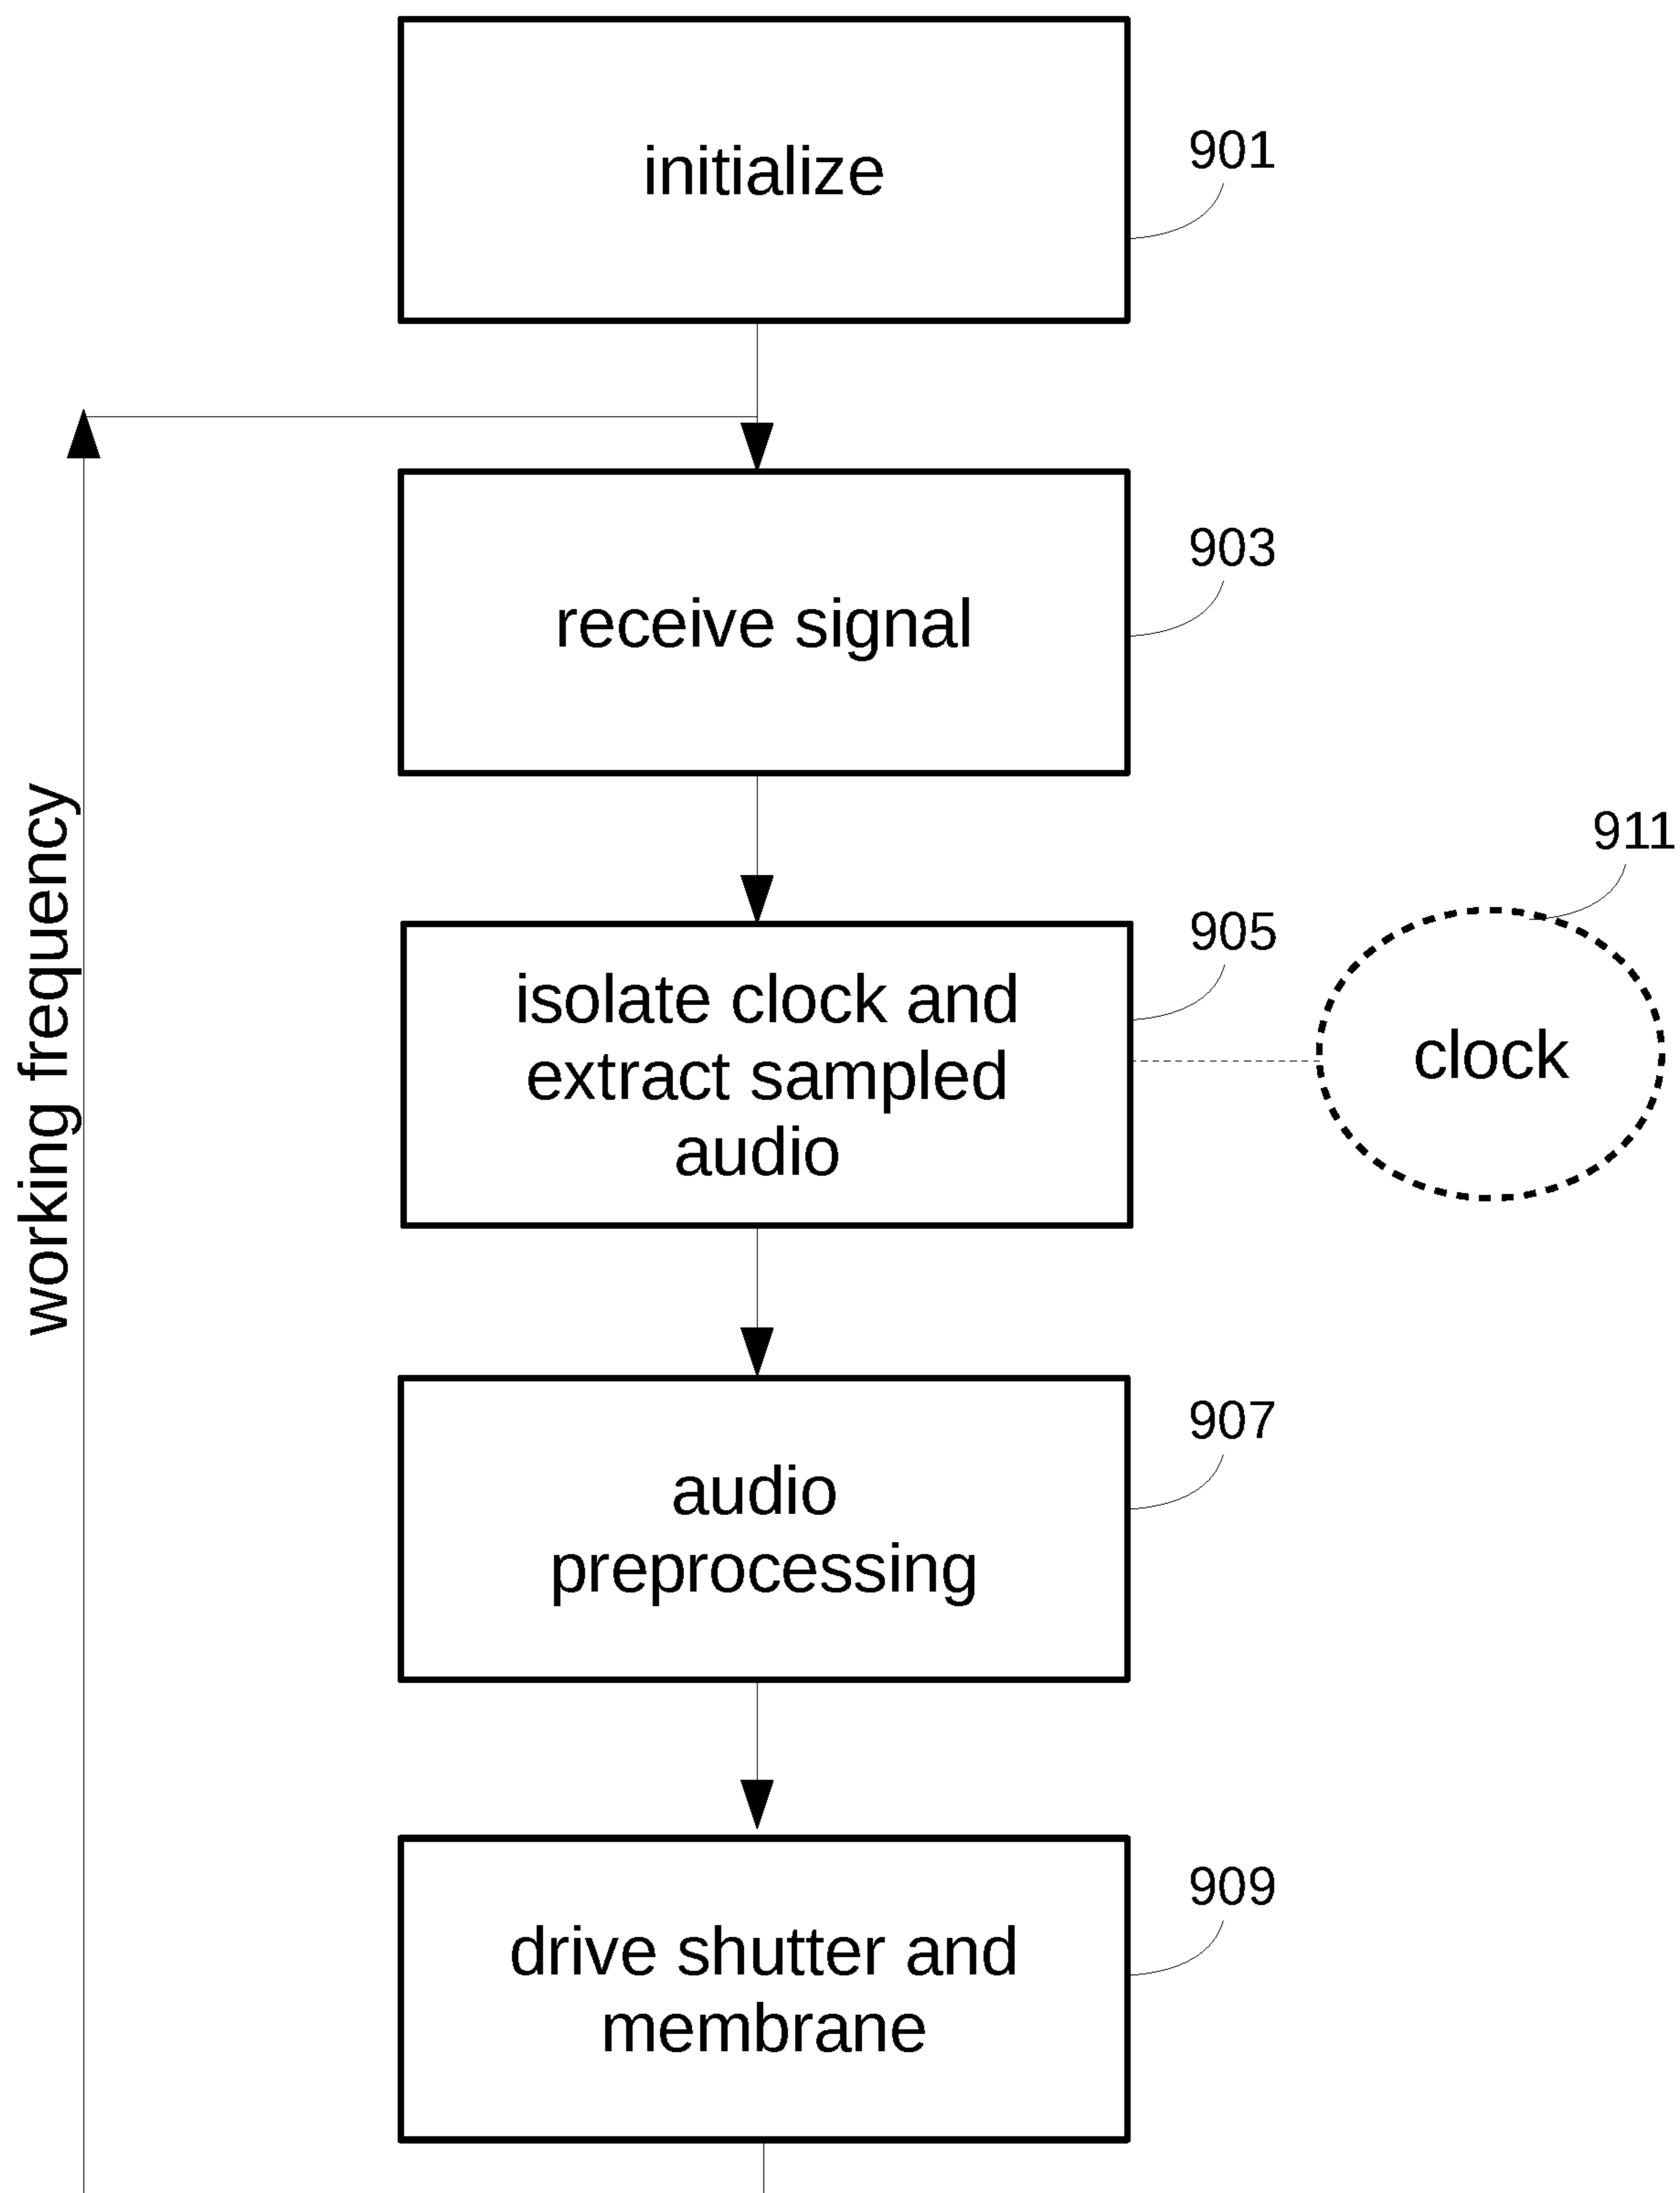 initialize
901
receive signal
903
working frequency
911
905
isolate clock and
extract sampled
audio
clock
907
audio
preprocessing
909
drive shutter and
membrane